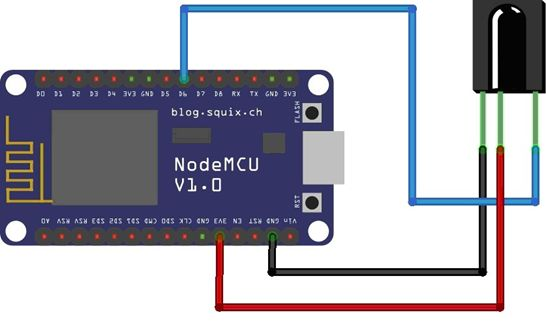 D0 D1 D2 D3 D4 3V3 GND D5 D6 D7 D8 RX TX GND 3V3
blog.squix.ch
FLASH
NodeMCU
V1.0
RST
A0 RSV RSV SD3 SD2 SD1 CMD SD0 CLK GND 3V3 EN RST GND Vin